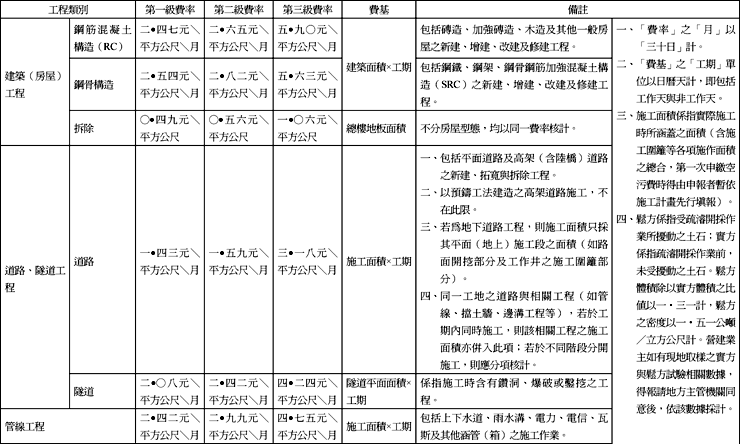 工程類別
第一級費率
第二級費率
第三級費率
費基
備註
建築（房屋）
工程
鋼筋混凝土
構造（RC）
二•四七元╲
平方公尺╱月
二•六五元╲
平方公尺╱月
五•九〇元╲
平方公尺╱月
建築面積×工期
包括磚造、加強磚造、木造及其他一般房
屋之新建、增建、改建及修建工程。
鋼骨構造
二•五四元╲
平方公尺╱月
二•八二元╲
平方公尺╱月
五•六三元╲
平方公尺╱月
包括鋼鐵、鋼架、鋼骨鋼筋加強混凝土構
造（SRC）之新建、增建、改建及修建工
程。
拆除
〇•四九元╲
平方公尺
〇•五六元╲
平方公尺
一•〇六元╲
平方公尺
總樓地板面積
不分房屋型態，均以同一費率核計。
道路、隧道工
程
道路
一•四三元╲
平方公尺╱月
一•五九元╲
平方公尺╱月
三•一八元╲
平方公尺╱月
施工面積×工期
一、包括平面道路及高架（含陸橋）道路
之新建、拓寬與拆除工程。
二、以預鑄工法建造之高架道路施工，不
在此限。
三、若為地下道路工程，則施工面積只採
其平面（地上）施工段之面積（如路
面開挖部分及工作井之施工圍籬部
分）。
四、同一工地之道路與相關工程（如管
線、擋土牆、邊溝工程等），若於工
期內同時施工，則該相關工程之施工
面積亦併入此項；若於不同階段分開
施工，則應分項核計。
隧道
二•〇八元╲
平方公尺╱月
二•四二元╲
平方公尺╱月
四•二四元╲
平方公尺╱月
隧道平面面積×
工期
係指施工時含有鑽洞、爆破或鑿挖之工
程。
管線工程
二•四二元╲
平方公尺╱月
二•九九元╲
平方公尺╱月
四•七五元╲
平方公尺╱月
施工面積×工期
包括上下水道、雨水溝、電力、電信、瓦
斯及其他涵管（箱）之施工作業。
一、「費率」之「月」以
「三十日」計。
二、「費基」之「工期」單
位以日曆天計，即包括
工作天與非工作天。
三、施工面積係指實際施工
時所涵蓋之面積（含施
工圍籬等各項施作面積
之總合，第一次申繳空
污費時得由申報者暫依
施工計畫先行填報）。
四、鬆方係指受疏濬開採作
業所擾動之土石；實方
係指疏濬開採作業前，
未受擾動之土石。鬆方
體積除以實方體積之比
值以一・三一計，鬆方
之密度以一・五一公噸
╱立方公尺計。營建業
主如有現地取樣之實方
與鬆方試驗相關數據，
得報請地方主管機關同
意後，依該數據採計。